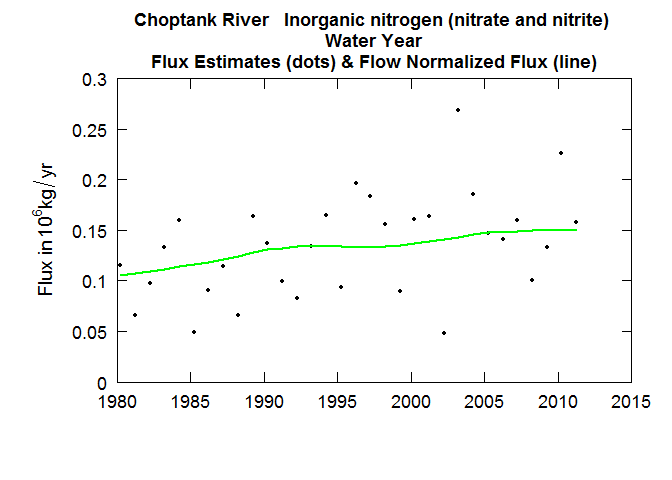 Choptank River   Inorganic nitrogen (nitrate and nitrite)
Water Year
Flux Estimates (dots) & Flow Normalized Flux (line)
Flux in 10⁶kg/yr
0.3
0.25
0.2
0.15
0.1
0.05
0
1980 1985 1990 1995 2000 2005 2010 2015